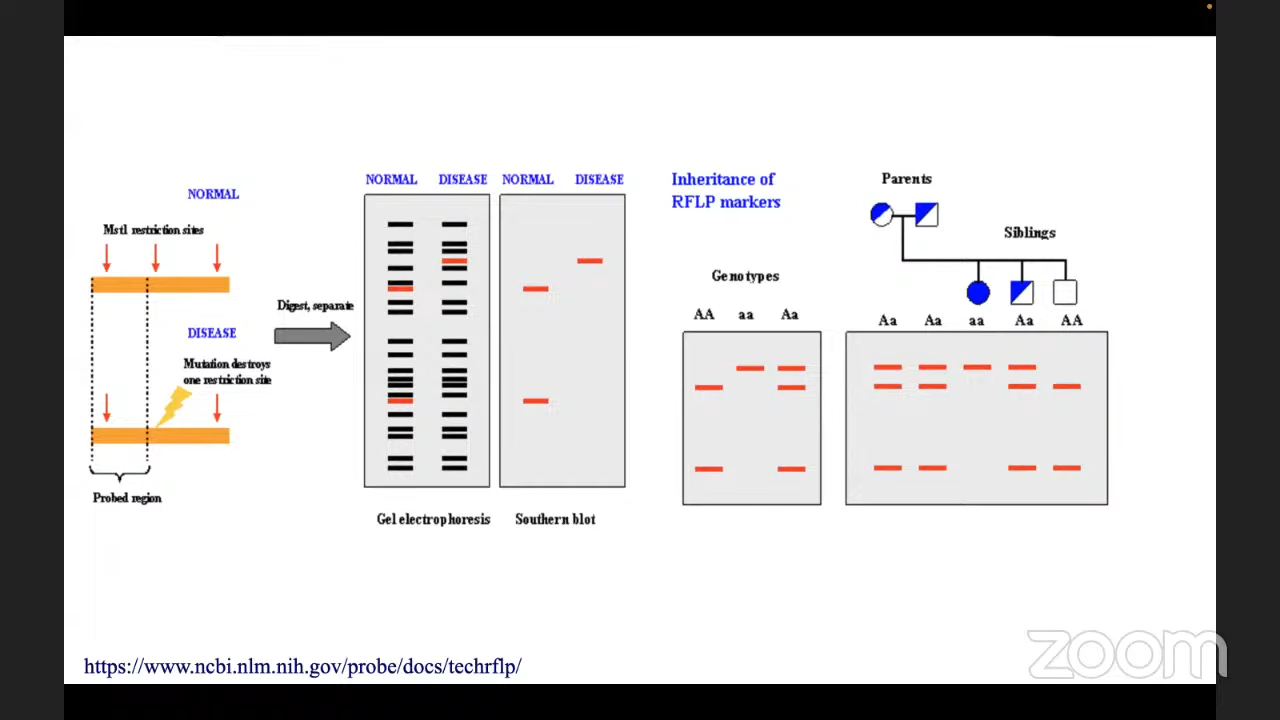 NORMAL
MstI restriction sites
DISEASE
Mutation destroys
one restriction site
Probed region
Digest, separate
NORMAL
DISEASE
NORMAL
DISEASE
Gel electrophoresis
Southern blot
Inheritance of
RFLP markers
Genotypes
AA
aa
Aa
Parents
Siblings
Aa
Aa
aa
Aa
AA
https://www.ncbi.nlm.nih.gov/probe/docs/techrflp/
zoom